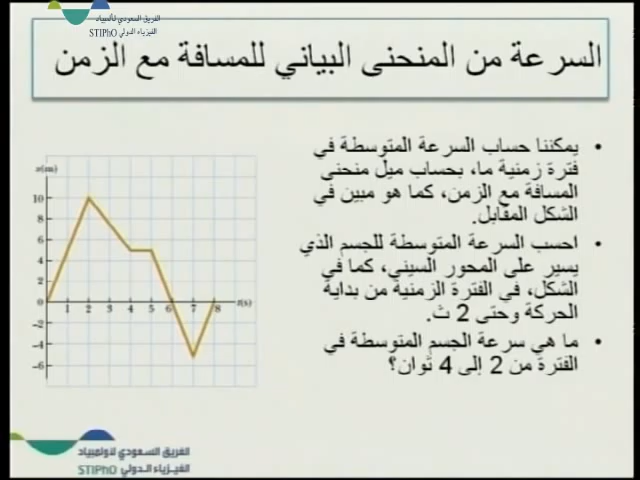 الفريق السعودي لأولمبياد
الفيزياء الدولي STIPhO
السرعة من المنحنى البياني للمسافة مع الزمن
• يمكننا حساب السرعة المتوسطة في
فترة زمنية ما، بحساب ميل منحنى
المسافة مع الزمن، كما هو مبين في
الشكل المقابل.
• احسب السرعة المتوسطة للجسم الذي
يسير على المحور السيني، كما في
الشكل، في الفترة الزمنية من بداية
الحركة وحتى 2 ث.
• ما هي سرعة الجسم المتوسطة في
الفترة من 2 إلى 4 ثوان؟
x(m)
10
8
6
4
2
0
−2
−4
−6
1 2 3 4 5 6 7 8 t(s)
الفريق السعودي لأولمبياد
الفيزياء الدولي STIPhO